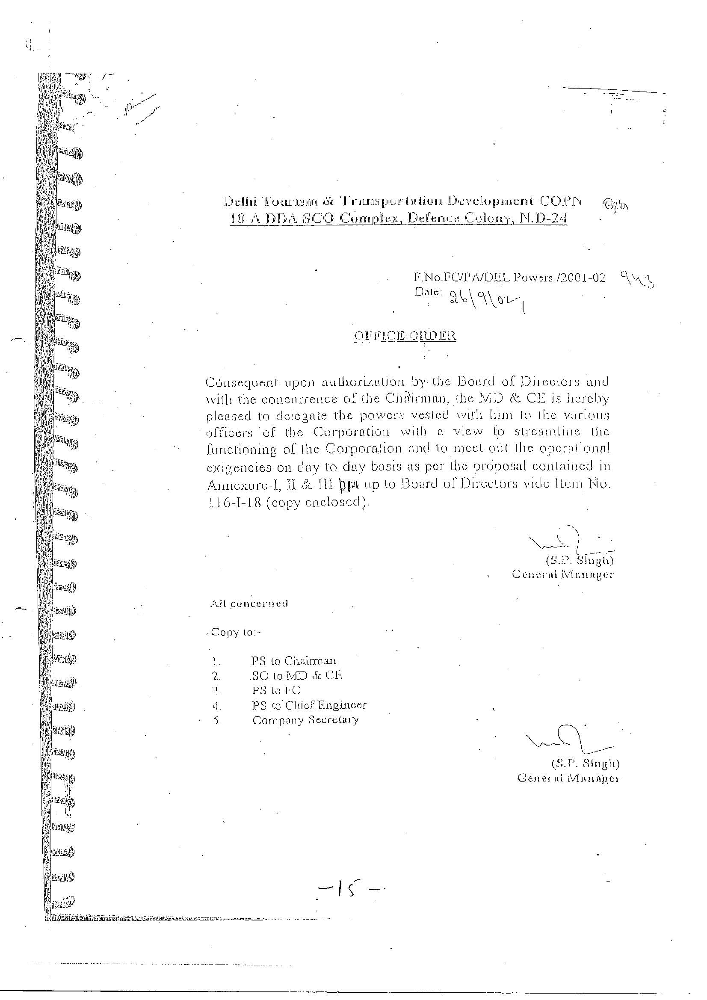 Delhi Tourism & Transportation Development COPN
18-A DDA SCO Complex, Defence Colony, N.D-24
F.No.FC/PA/DEL Powers /2001-02 943
Date: 26/9/02
OFFICE ORDER
Consequent upon authorization by the Board of Directors and
with the concurrence of the Chairman, the MD & CE is hereby
pleased to delegate the powers vested with him to the various
officers of the Corporation with a view to streamline the
functioning of the Corporation and to meet out the operational
exigencies on day to day basis as per the proposal contained in
Annexure-I, II & III put up to Board of Directors vide Item No.
116-I-18 (copy enclosed).
(S.P. Singh)
General Manager
All concerned
Copy to:-
1. PS to Chairman
2. SO to MD & CE
3. PS to FC
4. PS to Chief Engineer
5. Company Secretary
(S.P. Singh)
General Manager
-15-